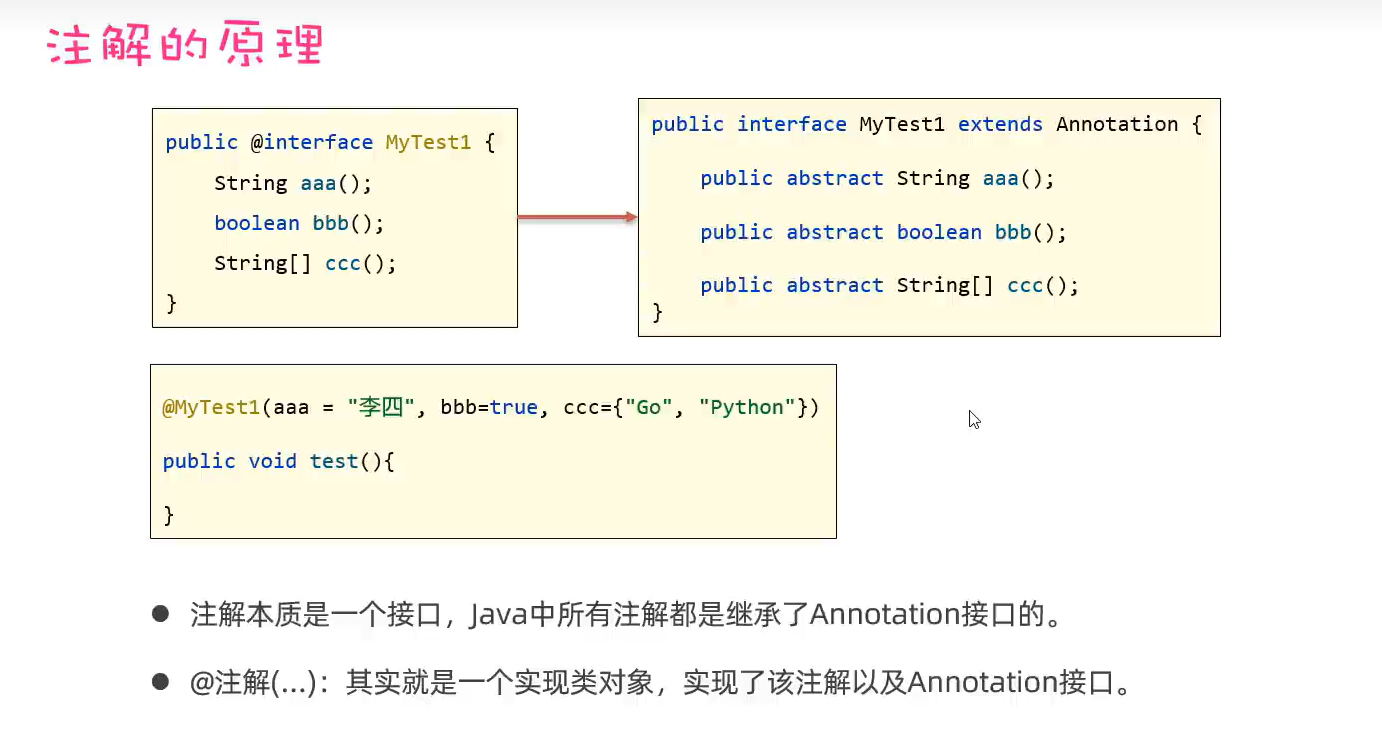 注解的原理
public @interface MyTest1 {
String aaa();
boolean bbb();
String[] ccc();
}
public interface MyTest1 extends Annotation {
public abstract String aaa();
public abstract boolean bbb();
public abstract String[] ccc();
}
@MyTest1(aaa = "李四", bbb=true, ccc={"Go", "Python"})
public void test(){
}
● 注解本质是一个接口，Java中所有注解都是继承了Annotation接口的。
● @注解(…)：其实就是一个实现类对象，实现了该注解以及Annotation接口。